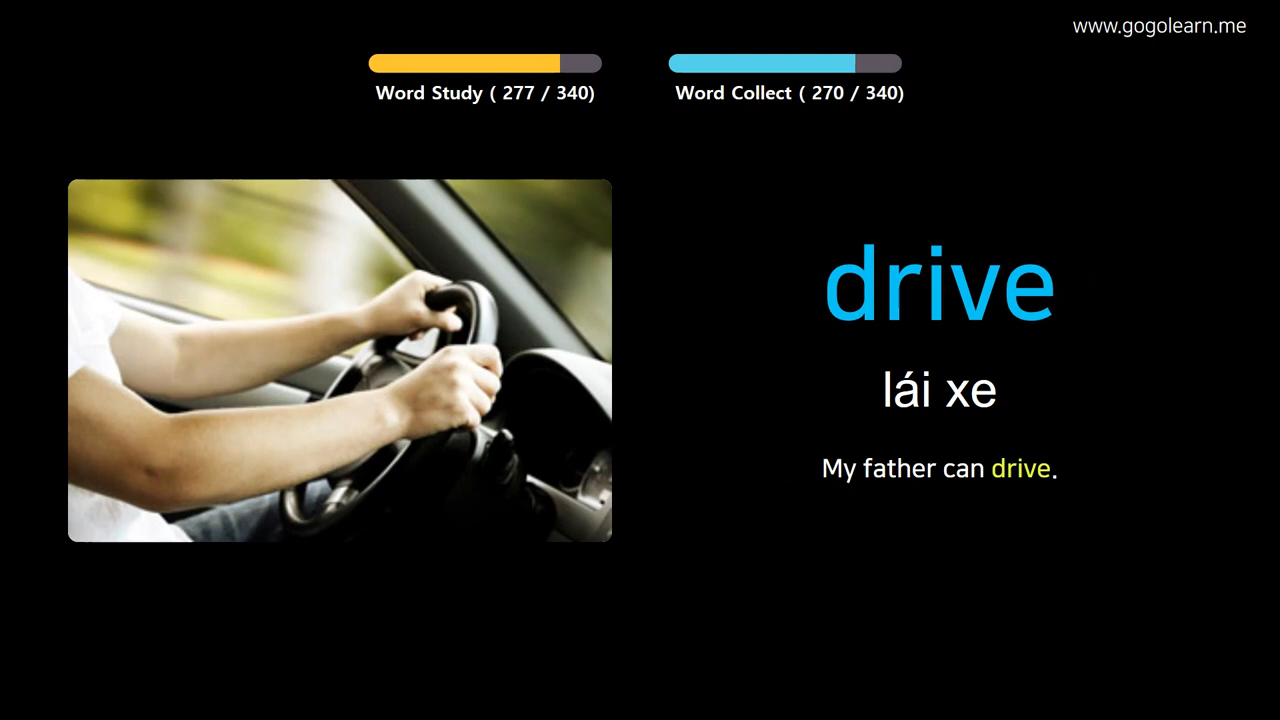 www.gogolearn.me
Word Study ( 277 / 340)
Word Collect ( 270 / 340)
drive
lái xe
My father can drive.